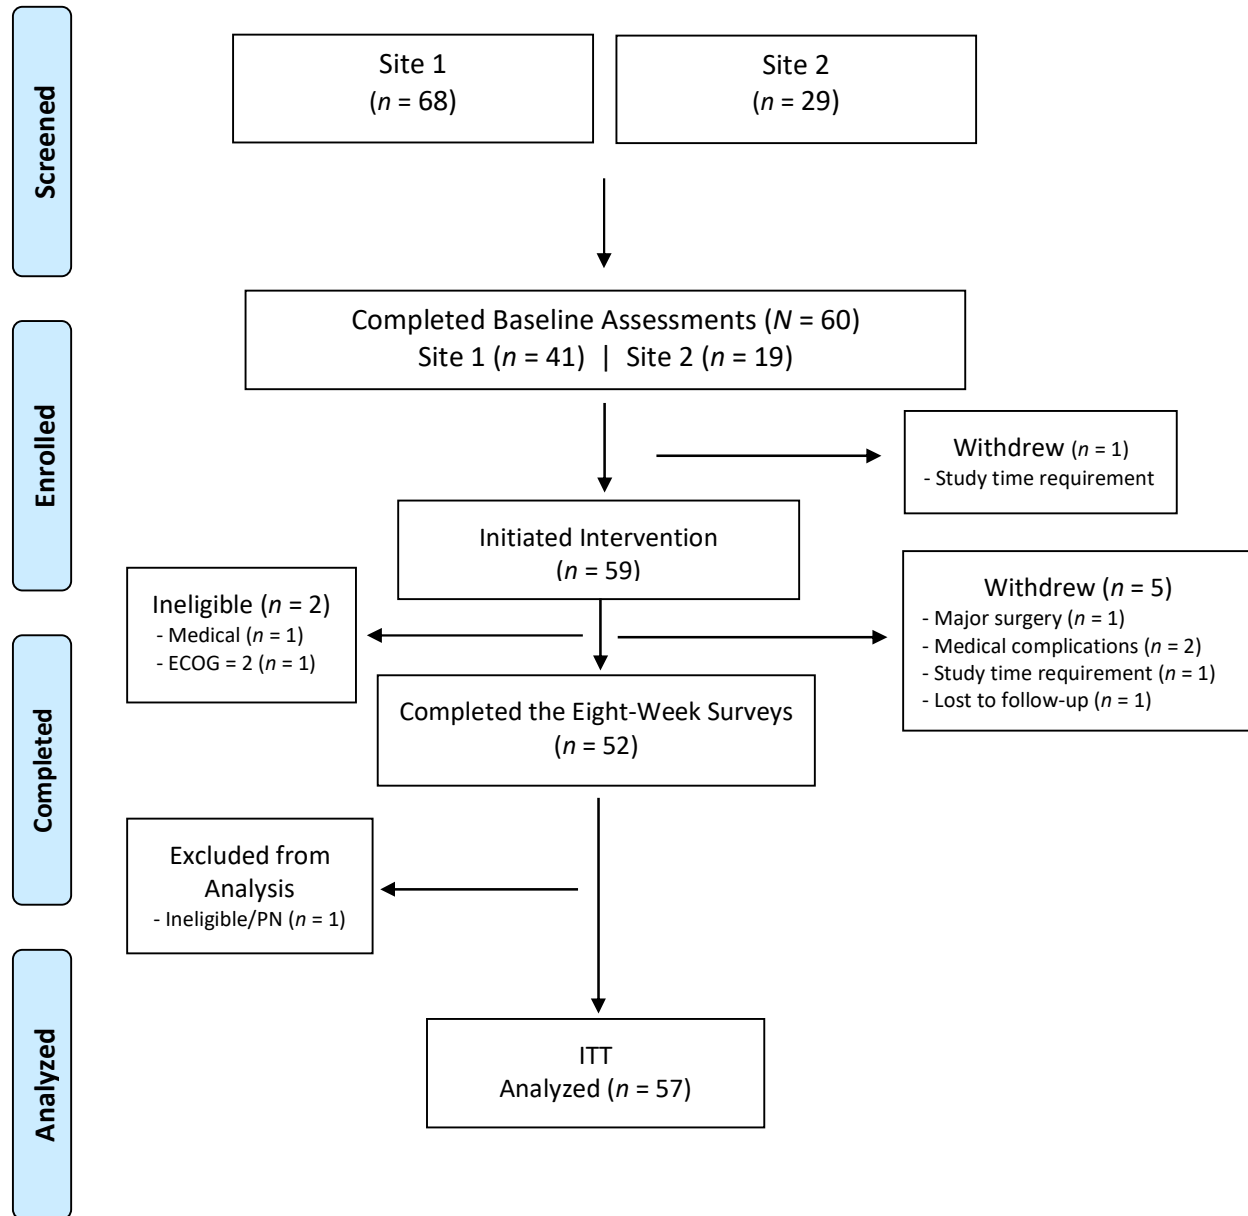 Screened
Site 1
(n = 68)
Site 2
(n = 29)
Completed Baseline Assessments (N = 60)
Site 1 (n = 41) | Site 2 (n = 19)
Enrolled
Withdrew (n = 1)
- Study time requirement
Initiated Intervention
(n = 59)
Ineligible (n = 2)
- Medical (n = 1)
- ECOG = 2 (n = 1)
Withdrew (n = 5)
- Major surgery (n = 1)
- Medical complications (n = 2)
- Study time requirement (n = 1)
- Lost to follow-up (n = 1)
Completed
Completed the Eight-Week Surveys
(n = 52)
Excluded from
Analysis
- Ineligible/PN (n = 1)
Analyzed
ITT
Analyzed (n = 57)